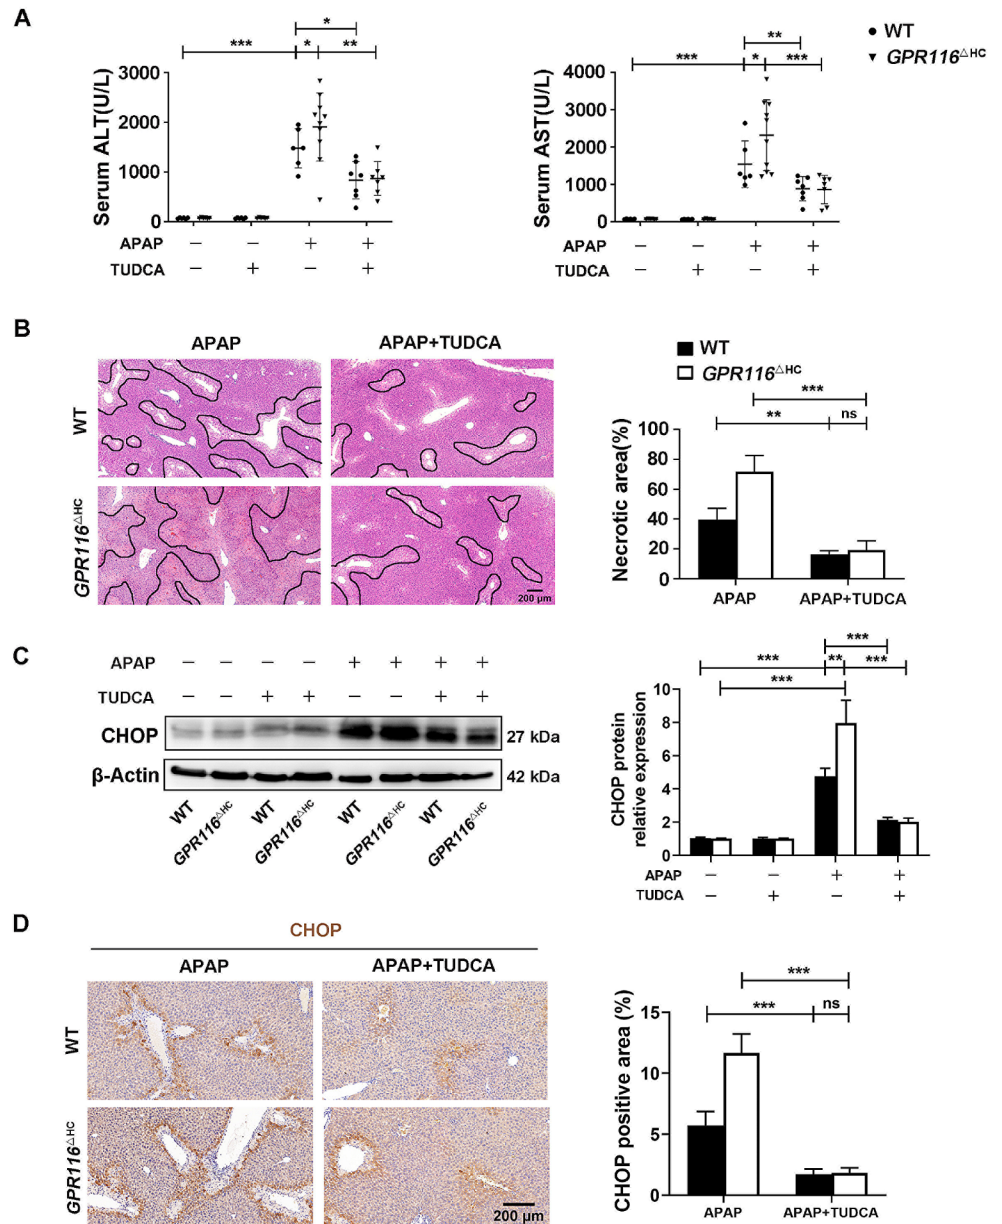 A
WT
GPR116△HC
Serum ALT(U/L)
3000
2000
1000
0
***
*
*
**
APAP − − + +
TUDCA − + − +
Serum AST(U/L)
4000
3000
2000
1000
0
***
**
*
***
APAP − − + +
TUDCA − + − +
B
APAP APAP+TUDCA
WT
GPR116△HC
200 μm
WT
GPR116△HC
Necrotic area(%)
100
80
60
40
20
0
***
**
ns
APAP APAP+TUDCA
C
APAP − − − − + + + +
TUDCA − − + + − − + +
CHOP 27 kDa
β-Actin 42 kDa
WT GPR116△HC WT GPR116△HC WT GPR116△HC WT GPR116△HC
CHOP protein
relative expression
10
8
6
4
2
0
***
***
**
***
***
APAP − − + +
TUDCA − + − +
D
CHOP
APAP APAP+TUDCA
WT
GPR116△HC
200 μm
CHOP positive area (%)
15
10
5
0
***
***
ns
APAP APAP+TUDCA